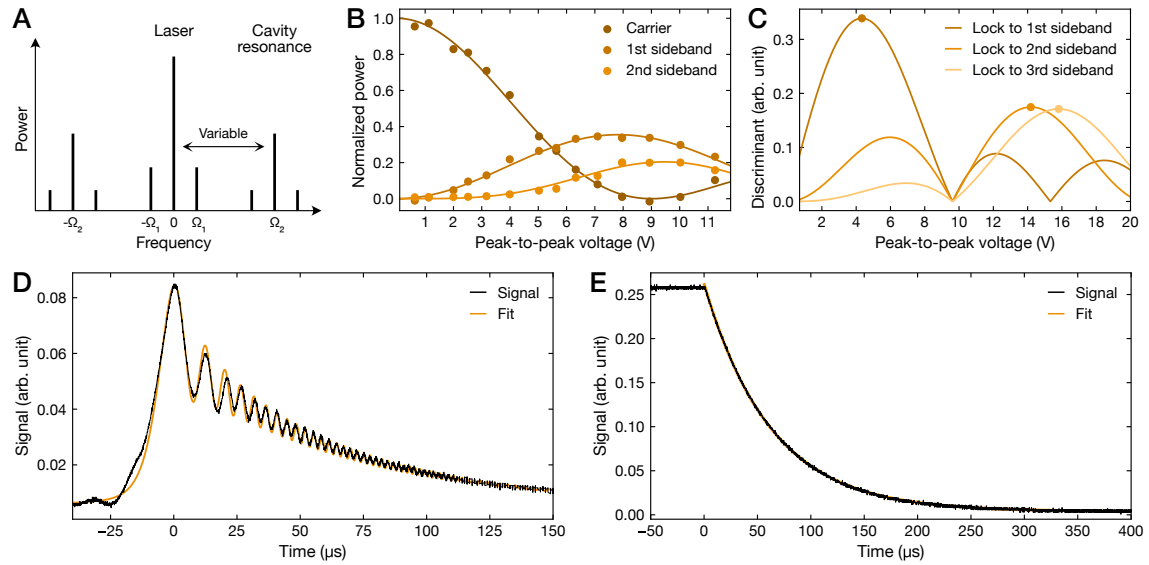 A
Laser
Cavity
resonance
Power
Variable
-Ω2
-Ω1
0
Ω1
Ω2
Frequency
B
Normalized power
1.0
0.8
0.6
0.4
0.2
0.0
Carrier
1st sideband
2nd sideband
1 2 3 4 5 6 7 8 9 10 11
Peak-to-peak voltage (V)
C
Discriminant (arb. unit)
0.3
0.2
0.1
0.0
Lock to 1st sideband
Lock to 2nd sideband
Lock to 3rd sideband
2 4 6 8 10 12 14 16 18 20
Peak-to-peak voltage (V)
D
Signal (arb. unit)
0.08
0.06
0.04
0.02
Signal
Fit
−25 0 25 50 75 100 125 150
Time (µs)
E
Signal (arb. unit)
0.25
0.20
0.15
0.10
0.05
0.00
Signal
Fit
-50 0 50 100 150 200 250 300 350 400
Time (µs)